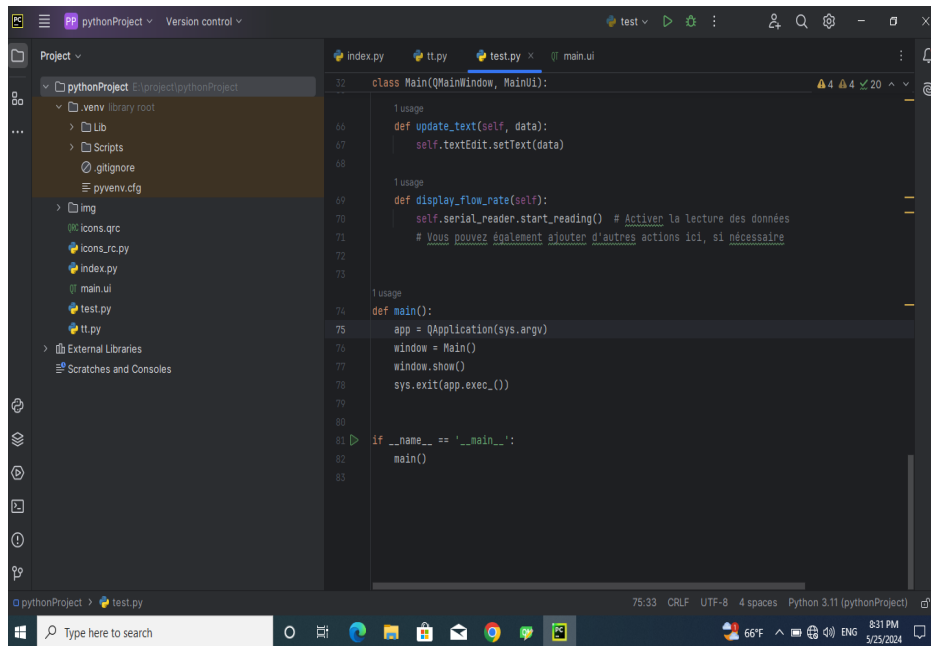 PC PP pythonProject Version control test
Project
index.py tt.py test.py main.ui
pythonProject E:\project\pythonProject
.venv library root
Lib
Scripts
.gitignore
pyvenv.cfg
img
icons.qrc
icons_rc.py
index.py
main.ui
test.py
tt.py
External Libraries
Scratches and Consoles
32 class Main(QMainWindow, MainUi): 4 4 20
1 usage
66 def update_text(self, data):
67 self.textEdit.setText(data)
68
1 usage
69 def display_flow_rate(self):
70 self.serial_reader.start_reading() # Activer la lecture des données
71 # Vous pouvez également ajouter d'autres actions ici, si nécessaire
72
73
1 usage
74 def main():
75 app = QApplication(sys.argv)
76 window = Main()
77 window.show()
78 sys.exit(app.exec_())
79
80
81 if __name__ == '__main__':
82 main()
83
pythonProject > test.py 75:33 CRLF UTF-8 4 spaces Python 3.11 (pythonProject)
Type here to search 66°F ENG 8:31 PM
5/25/2024